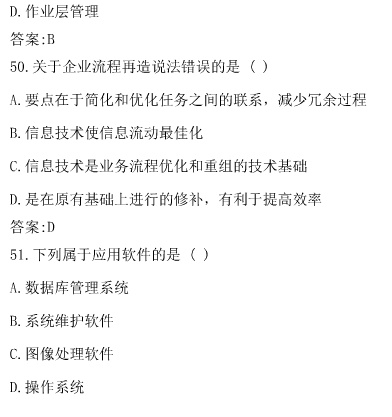 D.作业层管理
答案:B
50.关于企业流程再造说法错误的是（ ）
A.要点在于简化和优化任务之间的联系，减少冗余过程
B.信息技术使信息流动最佳化
C.信息技术是业务流程优化和重组的技术基础
D.是在原有基础上进行的修补，有利于提高效率
答案:D
51.下列属于应用软件的是（ ）
A.数据库管理系统
B.系统维护软件
C.图像处理软件
D.操作系统